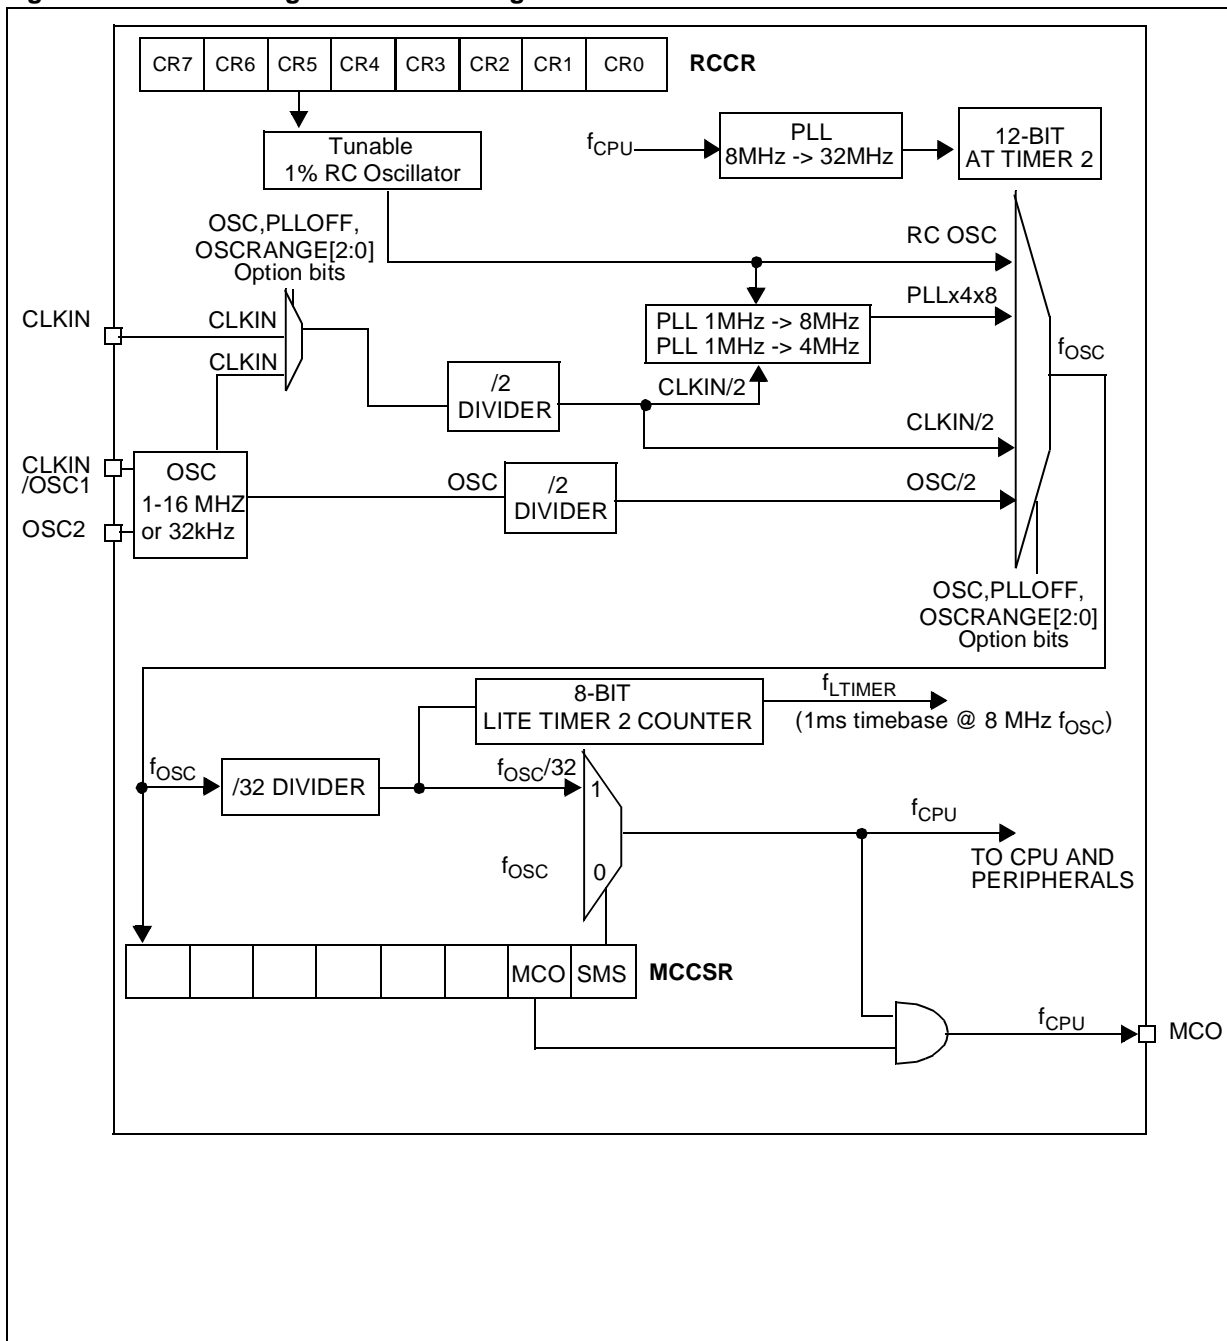 CR7 CR6 CR5 CR4 CR3 CR2 CR1 CR0 RCCR
Tunable
1% RC Oscillator
fCPU
PLL
8MHz -> 32MHz
12-BIT
AT TIMER 2
OSC,PLLOFF,
OSCRANGE[2:0]
Option bits
RC OSC
PLLx4x8
CLKIN
CLKIN
CLKIN
PLL 1MHz -> 8MHz
PLL 1MHz -> 4MHz
fOSC
/2
DIVIDER
CLKIN/2
CLKIN/2
CLKIN
/OSC1
OSC2
OSC
1-16 MHZ
or 32kHz
OSC
/2
DIVIDER
OSC/2
OSC,PLLOFF,
OSCRANGE[2:0]
Option bits
8-BIT
LITE TIMER 2 COUNTER
fLTIMER
(1ms timebase @ 8 MHz fOSC)
fOSC
/32 DIVIDER
fOSC/32
1
fOSC
0
fCPU
TO CPU AND
PERIPHERALS
MCO SMS MCCSR
fCPU
MCO